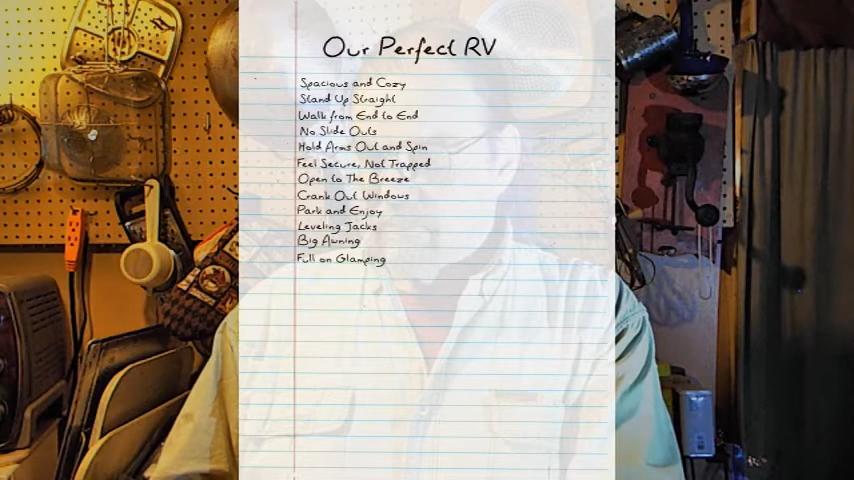 Our Perfect RV
Spacious and Cozy
Stand Up Straight
Walk from End to End
No Slide Outs
Hold Arms Out and Spin
Feel Secure, Not Trapped
Open to The Breeze
Crank Out Windows
Park and Enjoy
Leveling Jacks
Big Awning
Full on Glamping